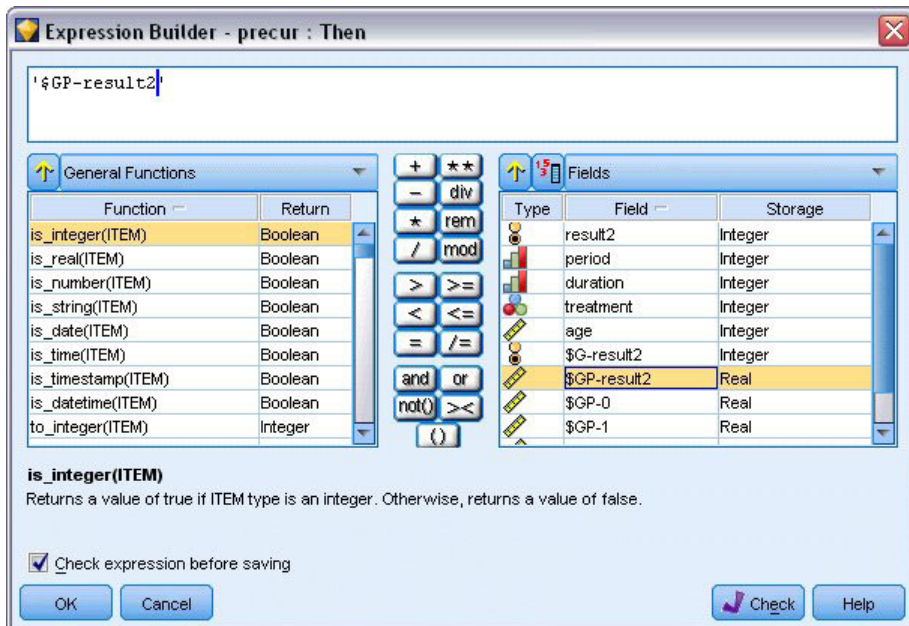 Expression Builder - precur : Then
'$GP-result2'
General Functions
Function Return
is_integer(ITEM) Boolean
is_real(ITEM) Boolean
is_number(ITEM) Boolean
is_string(ITEM) Boolean
is_date(ITEM) Boolean
is_time(ITEM) Boolean
is_timestamp(ITEM) Boolean
is_datetime(ITEM) Boolean
to_integer(ITEM) Integer
+ **
- div
* rem
/ mod
> >=
< <=
= /=
and or
not() ><
()
Fields
Type Field Storage
result2 Integer
period Integer
duration Integer
treatment Integer
age Integer
$G-result2 Integer
$GP-result2 Real
$GP-0 Real
$GP-1 Real
is_integer(ITEM)
Returns a value of true if ITEM type is an integer. Otherwise, returns a value of false.
Check expression before saving
OK Cancel Check Help